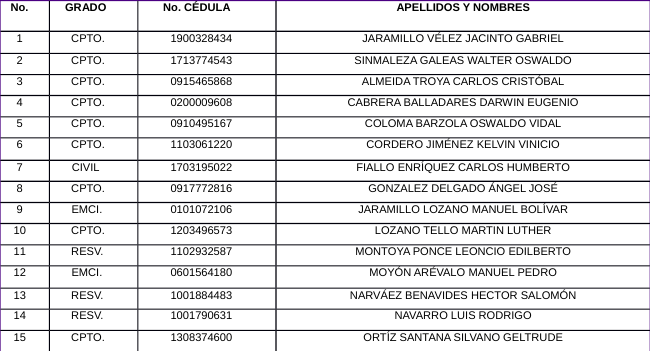 No. GRADO No. CÉDULA APELLIDOS Y NOMBRES
1 CPTO. 1900328434 JARAMILLO VÉLEZ JACINTO GABRIEL
2 CPTO. 1713774543 SINMALEZA GALEAS WALTER OSWALDO
3 CPTO. 0915465868 ALMEIDA TROYA CARLOS CRISTÓBAL
4 CPTO. 0200009608 CABRERA BALLADARES DARWIN EUGENIO
5 CPTO. 0910495167 COLOMA BARZOLA OSWALDO VIDAL
6 CPTO. 1103061220 CORDERO JIMÉNEZ KELVIN VINICIO
7 CIVIL 1703195022 FIALLO ENRÍQUEZ CARLOS HUMBERTO
8 CPTO. 0917772816 GONZALEZ DELGADO ÁNGEL JOSÉ
9 EMCI. 0101072106 JARAMILLO LOZANO MANUEL BOLÍVAR
10 CPTO. 1203496573 LOZANO TELLO MARTIN LUTHER
11 RESV. 1102932587 MONTOYA PONCE LEONCIO EDILBERTO
12 EMCI. 0601564180 MOYÓN ARÉVALO MANUEL PEDRO
13 RESV. 1001884483 NARVÁEZ BENAVIDES HECTOR SALOMÓN
14 RESV. 1001790631 NAVARRO LUIS RODRIGO
15 CPTO. 1308374600 ORTÍZ SANTANA SILVANO GELTRUDE